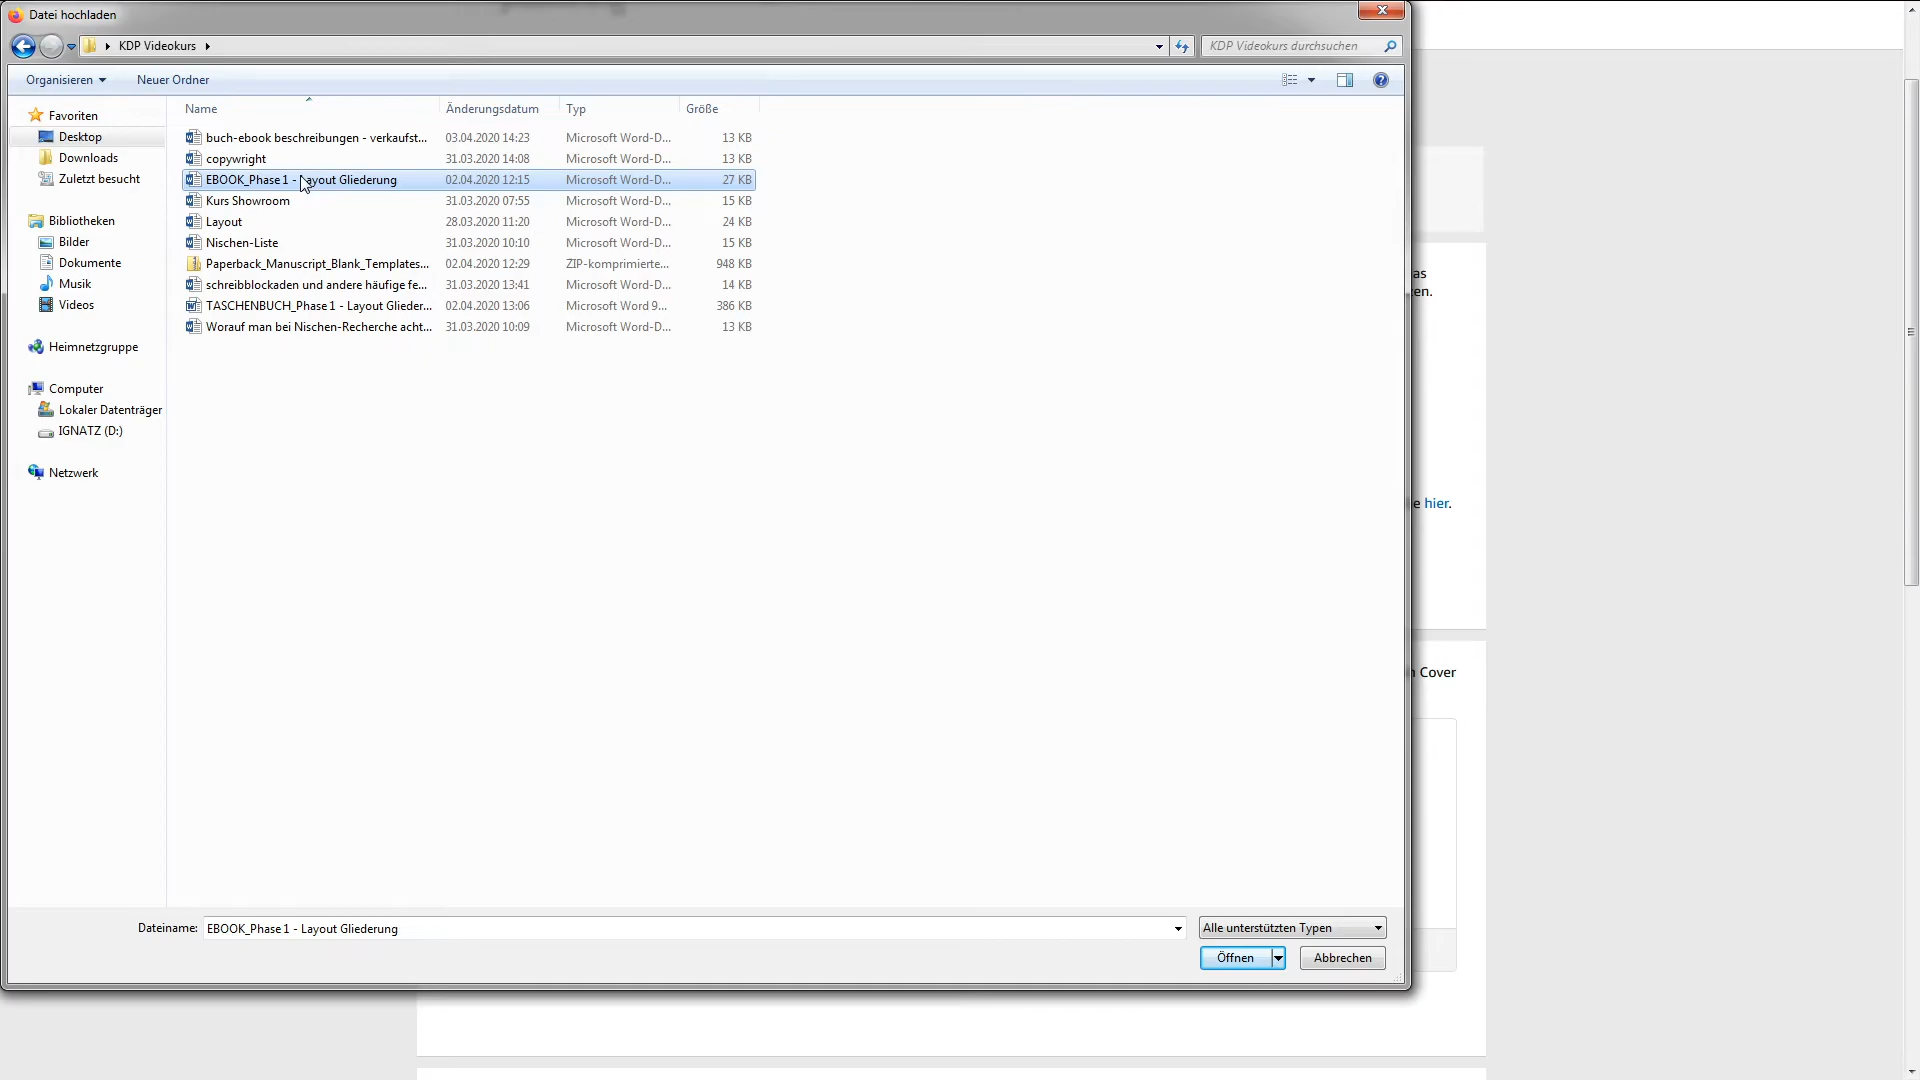 Datei hochladen
KDP Videokurs
KDP Videokurs durchsuchen
Organisieren Neuer Ordner
Name Änderungsdatum Typ Größe
Favoriten
Desktop
Downloads
Zuletzt besucht
Bibliotheken
Bilder
Dokumente
Musik
Videos
Heimnetzgruppe
Computer
Lokaler Datenträger
IGNATZ (D:)
Netzwerk
buch-ebook beschreibungen - verkaufst... 03.04.2020 14:23 Microsoft Word-D... 13 KB
copywright 31.03.2020 14:08 Microsoft Word-D... 13 KB
EBOOK_Phase 1 - Layout Gliederung 02.04.2020 12:15 Microsoft Word-D... 27 KB
Kurs Showroom 31.03.2020 07:55 Microsoft Word-D... 15 KB
Layout 28.03.2020 11:20 Microsoft Word-D... 24 KB
Nischen-Liste 31.03.2020 10:10 Microsoft Word-D... 15 KB
Paperback_Manuscript_Blank_Templates... 02.04.2020 12:29 ZIP-komprimierte... 948 KB
schreibblockaden und andere häufige fe... 31.03.2020 13:41 Microsoft Word-D... 14 KB
TASCHENBUCH_Phase 1 - Layout Glieder... 02.04.2020 13:06 Microsoft Word 9... 386 KB
Worauf man bei Nischen-Recherche acht... 31.03.2020 10:09 Microsoft Word-D... 13 KB
hier.
Cover
Dateiname: EBOOK_Phase 1 - Layout Gliederung Alle unterstützten Typen
Öffnen Abbrechen